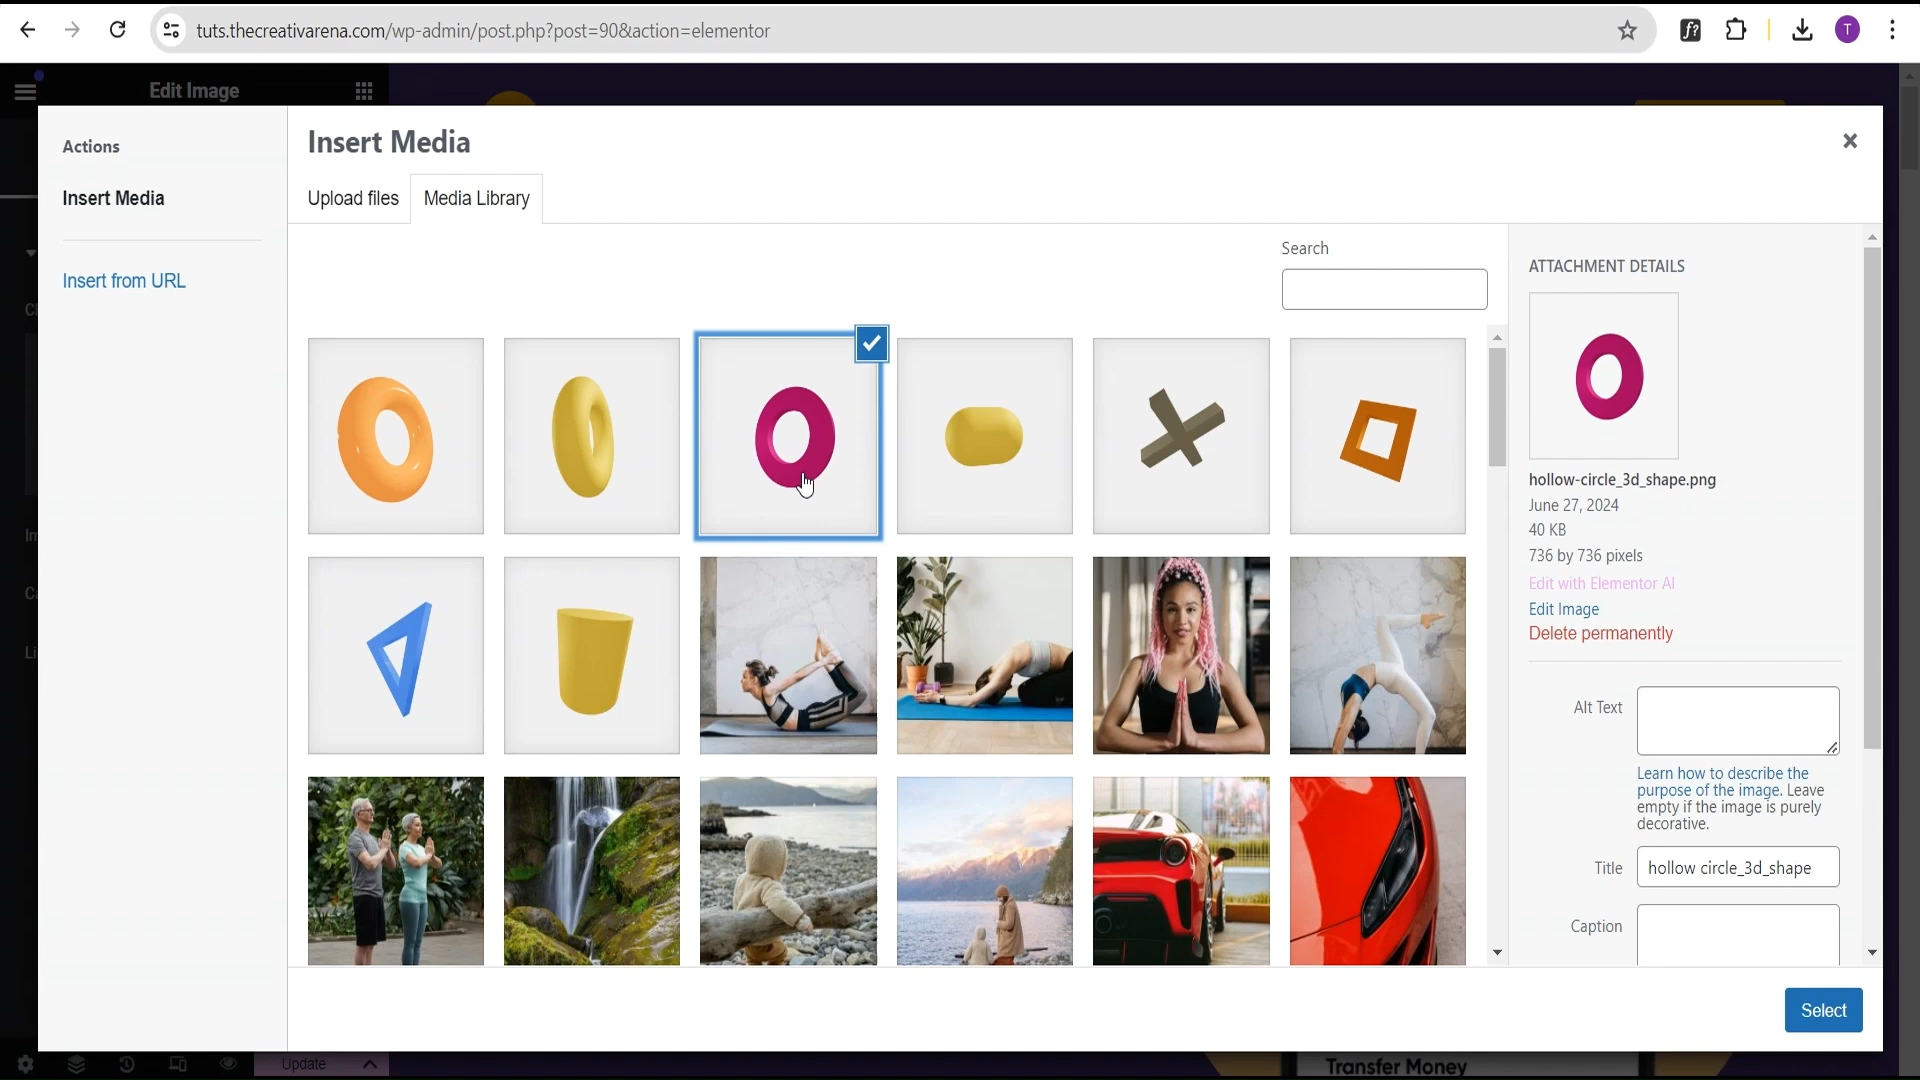 tuts.thecreativarena.com/wp-admin/post.php?post=90&action=elementor
T
Edit Image
Actions
Insert Media
Insert from URL
Insert Media
Upload files
Media Library
Search
ATTACHMENT DETAILS
hollow-circle_3d_shape.png
June 27, 2024
40 KB
736 by 736 pixels
Edit with Elementor AI
Edit Image
Delete permanently
Alt Text
Learn how to describe the
purpose of the image. Leave
empty if the image is purely
decorative.
Title
hollow circle_3d_shape
Caption
Select
Update
Transfer Money